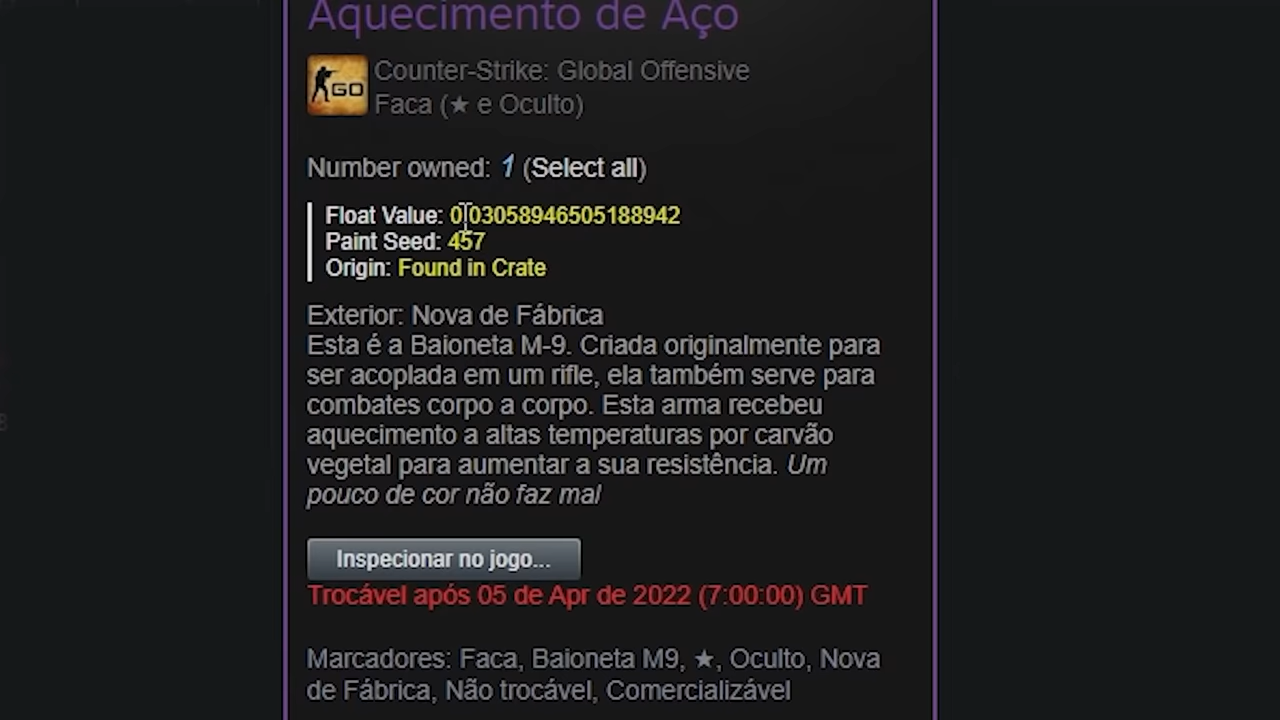 Aquecimento de Aço
GO
Counter-Strike: Global Offensive
Faca (★ e Oculto)
Number owned: 1 (Select all)
Float Value: 0.03058946505188942
Paint Seed: 457
Origin: Found in Crate
Exterior: Nova de Fábrica
Esta é a Baioneta M-9. Criada originalmente para
ser acoplada em um rifle, ela também serve para
combates corpo a corpo. Esta arma recebeu
aquecimento a altas temperaturas por carvão
vegetal para aumentar a sua resistência. Um
pouco de cor não faz mal
Inspecionar no jogo...
Trocável após 05 de Apr de 2022 (7:00:00) GMT
Marcadores: Faca, Baioneta M9, ★, Oculto, Nova
de Fábrica, Não trocável, Comercializável